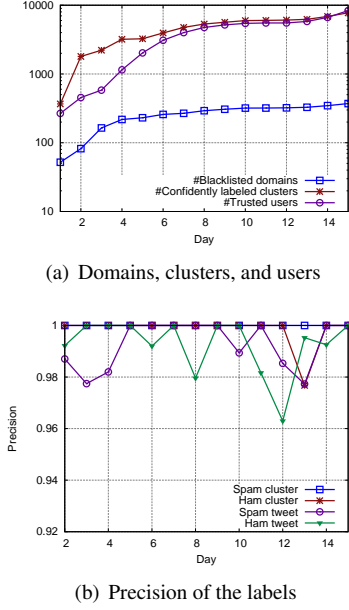 10000
1000
100
10
2 4 6 8 10 12 14
Day
#Blacklisted domains
#Confidently labeled clusters
#Trusted users
(a) Domains, clusters, and users
1
0.98
0.96
0.94
0.92
Precision
2 4 6 8 10 12 14
Day
Spam cluster
Ham cluster
Spam tweet
Ham tweet
(b) Precision of the labels